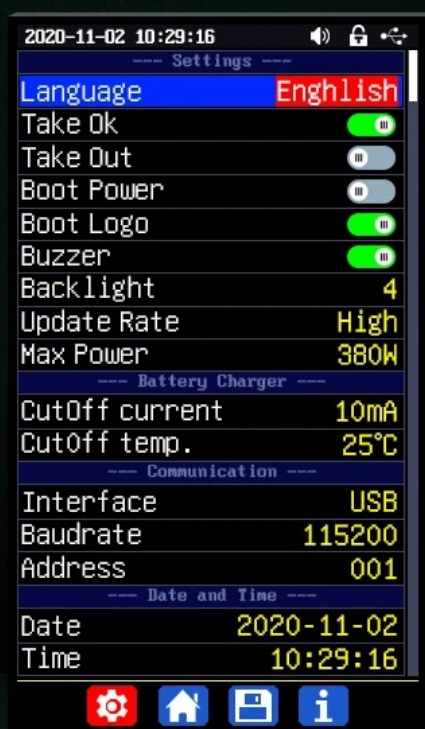 2020-11-02 10:29:16
--- Settings ---
Language Enghlish
Take Ok
Take Out
Boot Power
Boot Logo
Buzzer
Backlight 4
Update Rate High
Max Power 380W
--- Battery Charger ---
CutOff current 10mA
CutOff temp. 25℃
--- Communication ---
Interface USB
Baudrate 115200
Address 001
--- Date and Time ---
Date 2020-11-02
Time 10:29:16